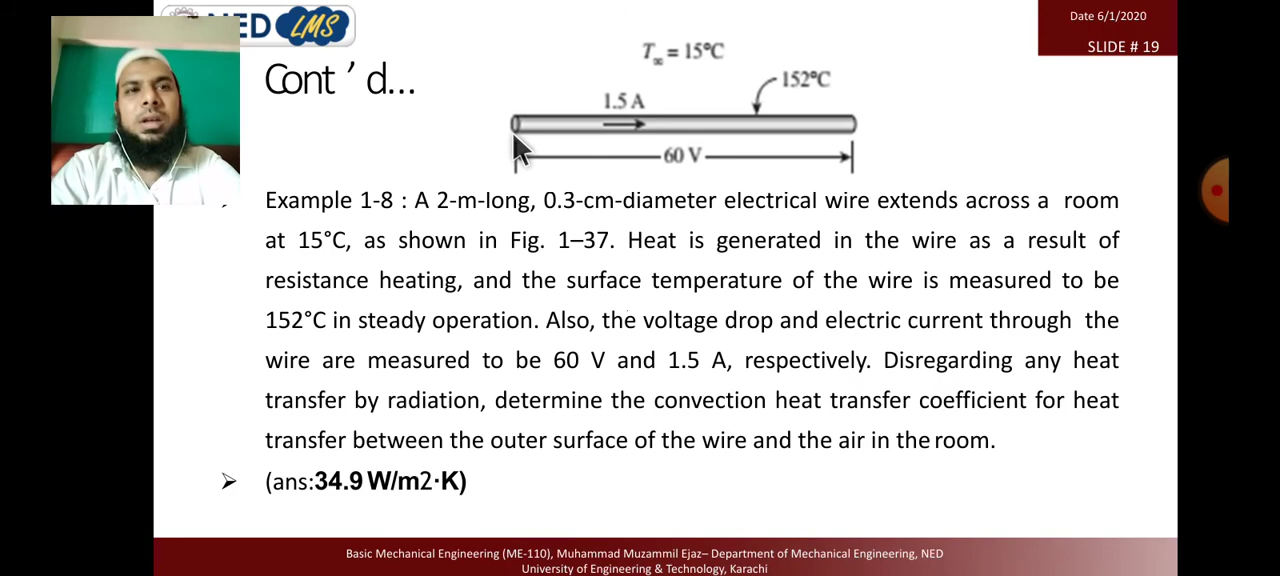 NED LMS
Date 6/1/2020
SLIDE # 19
Cont ’ d...
T∞ = 15°C
152°C
1.5 A
60 V
Example 1-8 : A 2-m-long, 0.3-cm-diameter electrical wire extends across a room
at 15°C, as shown in Fig. 1–37. Heat is generated in the wire as a result of
resistance heating, and the surface temperature of the wire is measured to be
152°C in steady operation. Also, the voltage drop and electric current through the
wire are measured to be 60 V and 1.5 A, respectively. Disregarding any heat
transfer by radiation, determine the convection heat transfer coefficient for heat
transfer between the outer surface of the wire and the air in the room.
➢ (ans:34.9 W/m2·K)
Basic Mechanical Engineering (ME-110), Muhammad Muzammil Ejaz– Department of Mechanical Engineering, NED
University of Engineering & Technology, Karachi